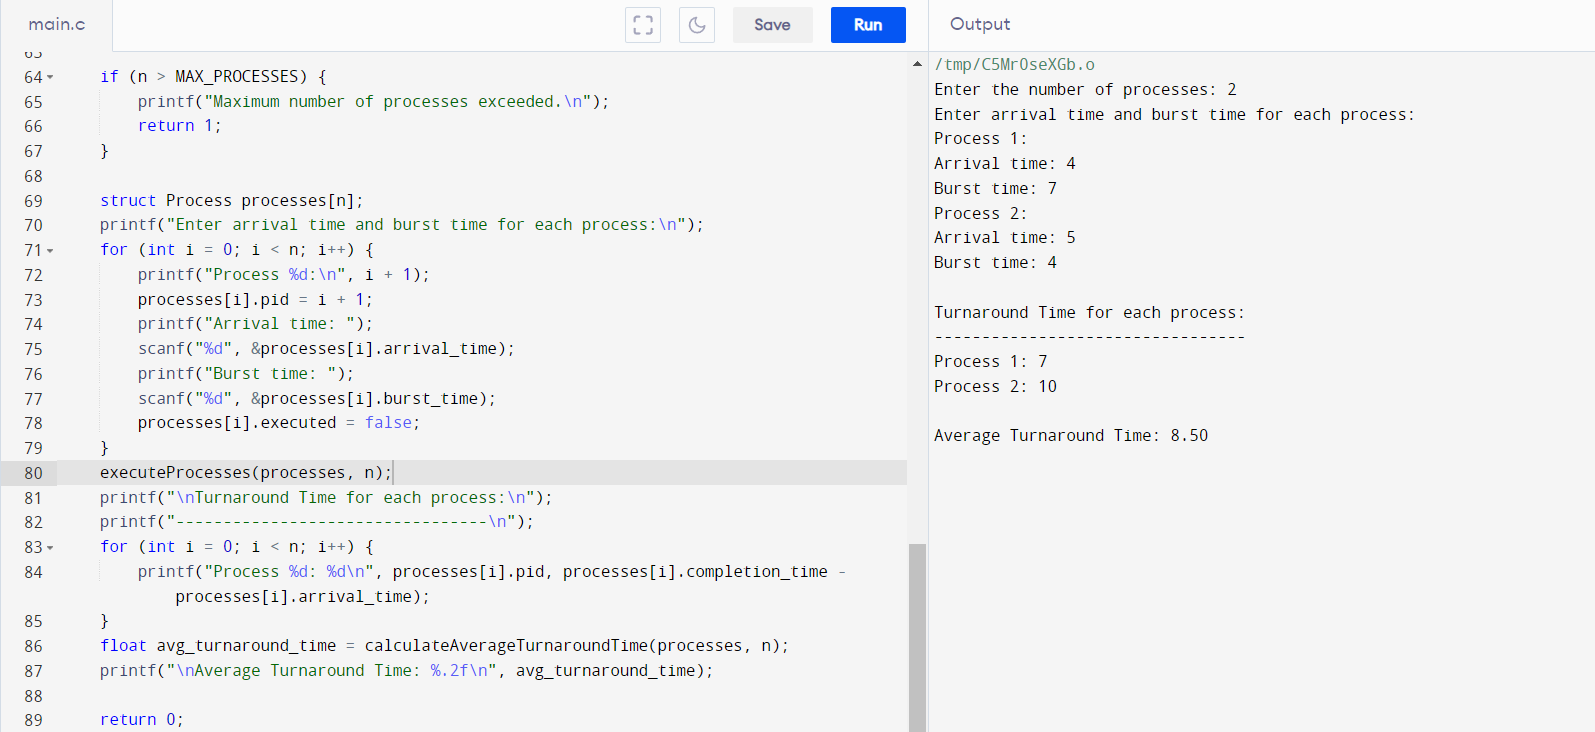 main.c
Save
Run
Output
63
64 if (n > MAX_PROCESSES) {
65 printf("Maximum number of processes exceeded.\n");
66 return 1;
67 }
68
69 struct Process processes[n];
70 printf("Enter arrival time and burst time for each process:\n");
71 for (int i = 0; i < n; i++) {
72 printf("Process %d:\n", i + 1);
73 processes[i].pid = i + 1;
74 printf("Arrival time: ");
75 scanf("%d", &processes[i].arrival_time);
76 printf("Burst time: ");
77 scanf("%d", &processes[i].burst_time);
78 processes[i].executed = false;
79 }
80 executeProcesses(processes, n);
81 printf("\nTurnaround Time for each process:\n");
82 printf("---------------------------------\n");
83 for (int i = 0; i < n; i++) {
84 printf("Process %d: %d\n", processes[i].pid, processes[i].completion_time -
processes[i].arrival_time);
85 }
86 float avg_turnaround_time = calculateAverageTurnaroundTime(processes, n);
87 printf("\nAverage Turnaround Time: %.2f\n", avg_turnaround_time);
88
89 return 0;
/tmp/C5Mr0seXGb.o
Enter the number of processes: 2
Enter arrival time and burst time for each process:
Process 1:
Arrival time: 4
Burst time: 7
Process 2:
Arrival time: 5
Burst time: 4
Turnaround Time for each process:
---------------------------------
Process 1: 7
Process 2: 10
Average Turnaround Time: 8.50